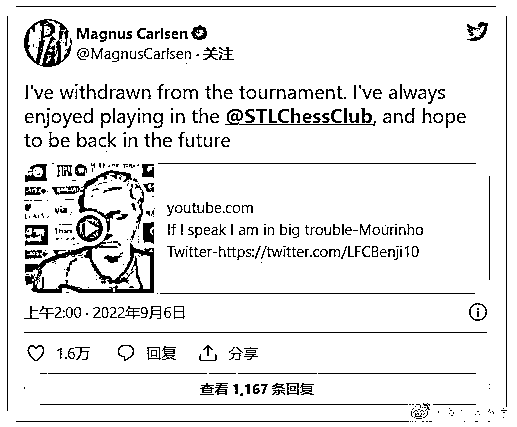 Magnus Carlsen
@MagnusCarlsen · 关注
I've withdrawn from the tournament. I've always
enjoyed playing in the @STLChessClub, and hope
to be back in the future
youtube.com
If I speak I am in big trouble-Mourinho
Twitter-https://twitter.com/LFCBenji10
上午2:00 · 2022年9月6日
1.6万 回复 分享
查看 1,167 条回复